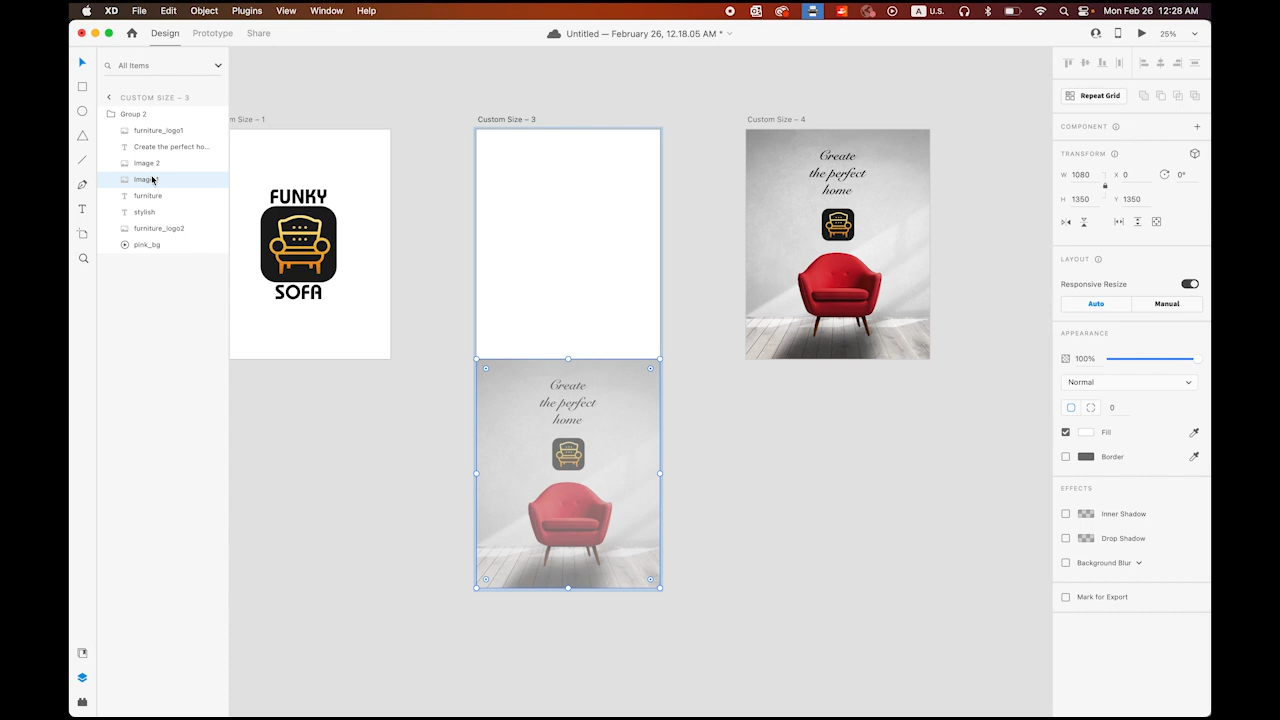 XD File Edit Object Plugins View Window Help
A U.S. Mon Feb 26 12:28 AM
Design Prototype Share
Untitled — February 26, 12.18.05 AM *
25%
All Items
CUSTOM SIZE – 3
Group 2
furniture_logo1
Create the perfect ho...
Image 2
furniture
stylish
furniture_logo2
pink_bg
m Size – 1
FUNKY
SOFA
Custom Size – 3
Create
the perfect
home
Custom Size – 4
Create
the perfect
home
Repeat Grid
COMPONENT
TRANSFORM
W 1080 X 0 0°
H 1350 Y 1350
LAYOUT
Responsive Resize
Auto Manual
APPEARANCE
100%
Normal
0
Fill
Border
EFFECTS
Inner Shadow
Drop Shadow
Background Blur
Mark for Export